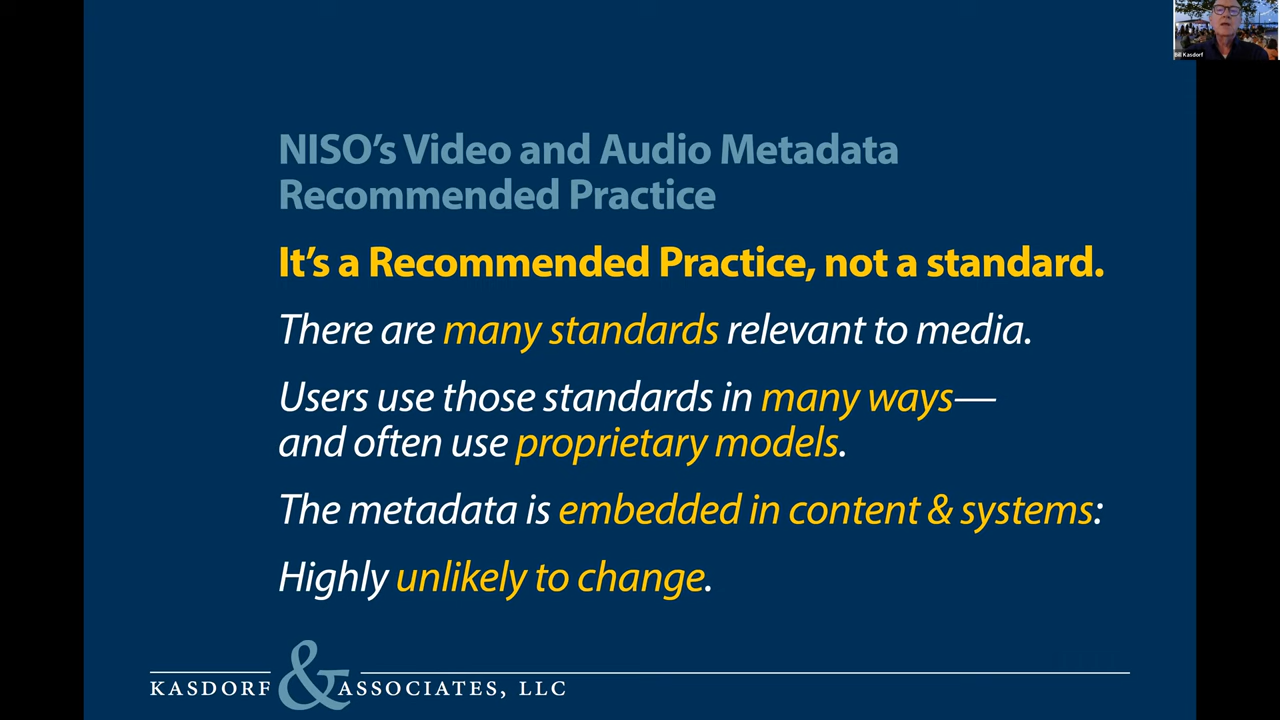 Bill Kasdorf
NISO’s Video and Audio Metadata
Recommended Practice
It’s a Recommended Practice, not a standard.
There are many standards relevant to media.
Users use those standards in many ways—
and often use proprietary models.
The metadata is embedded in content & systems:
Highly unlikely to change.
KASDORF & ASSOCIATES, LLC